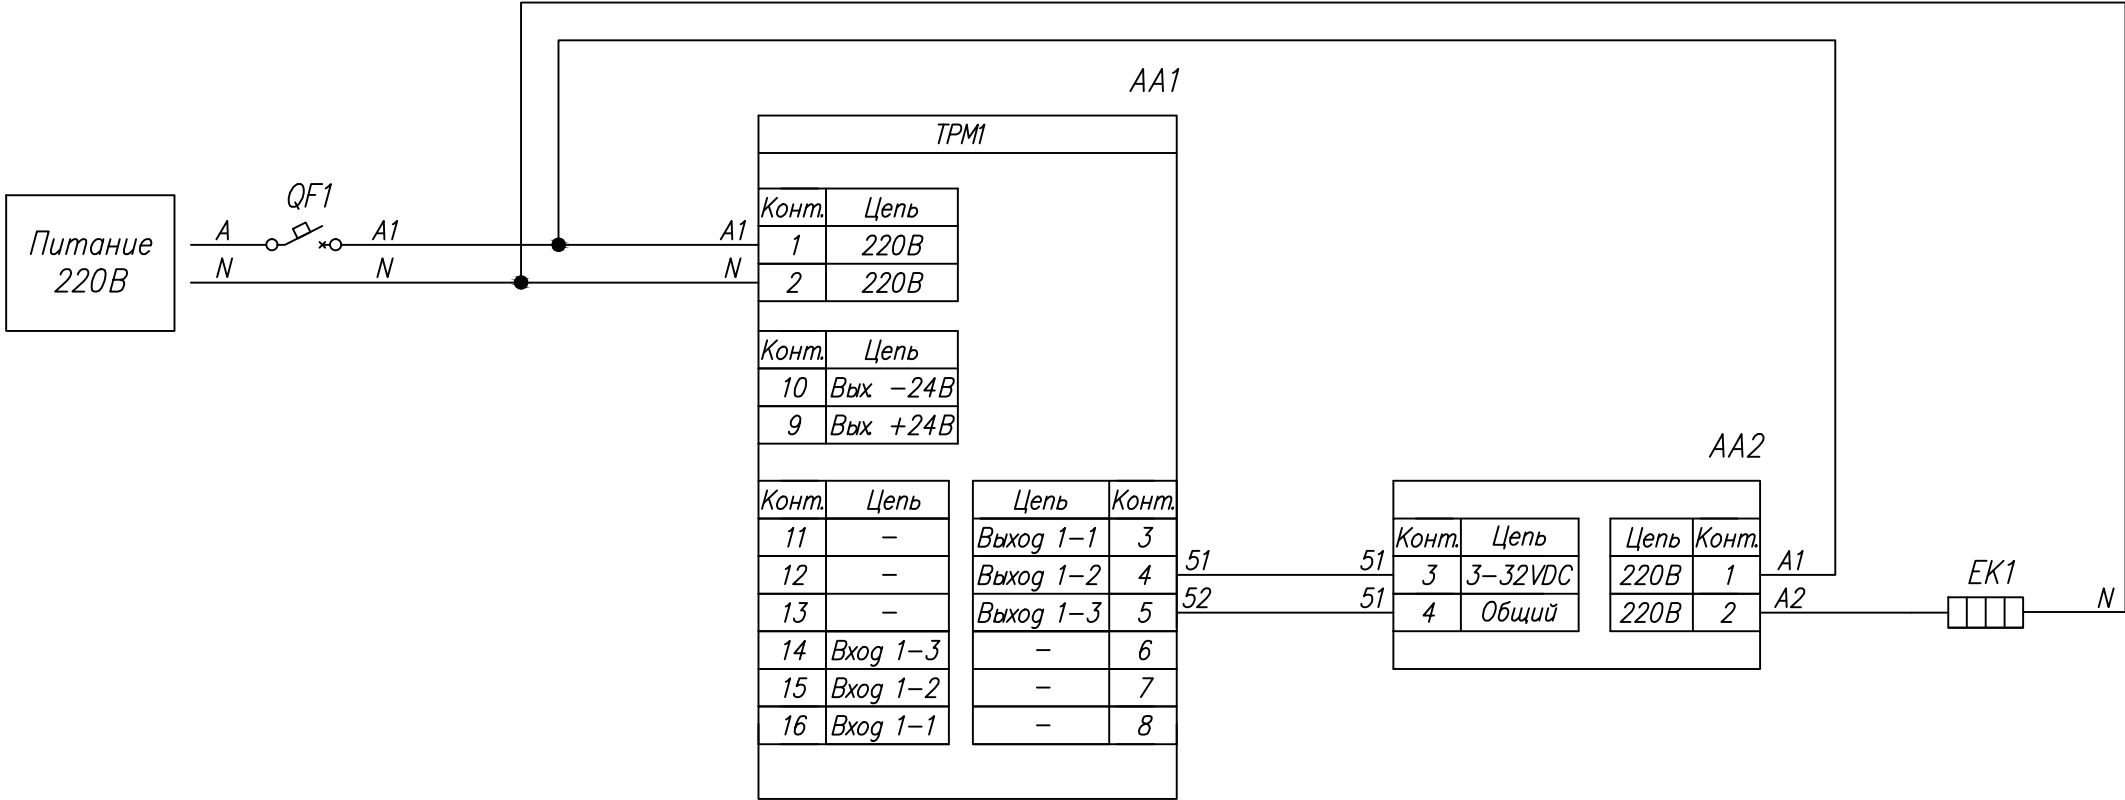 AA1
ТРМ1
QF1
Питание
220В
A A1 A1
N N N
Конт. Цепь
1 220В
2 220В
Конт. Цепь
10 Вых. -24В
9 Вых. +24В
Конт. Цепь
11 -
12 -
13 -
14 Вход 1-3
15 Вход 1-2
16 Вход 1-1
Цепь Конт.
Выход 1-1 3
Выход 1-2 4
Выход 1-3 5
- 6
- 7
- 8
51 51
52 51
AA2
Конт. Цепь
3 3-32VDC
4 Общий
Цепь Конт.
220В 1
220В 2
A1
A2
EK1
N